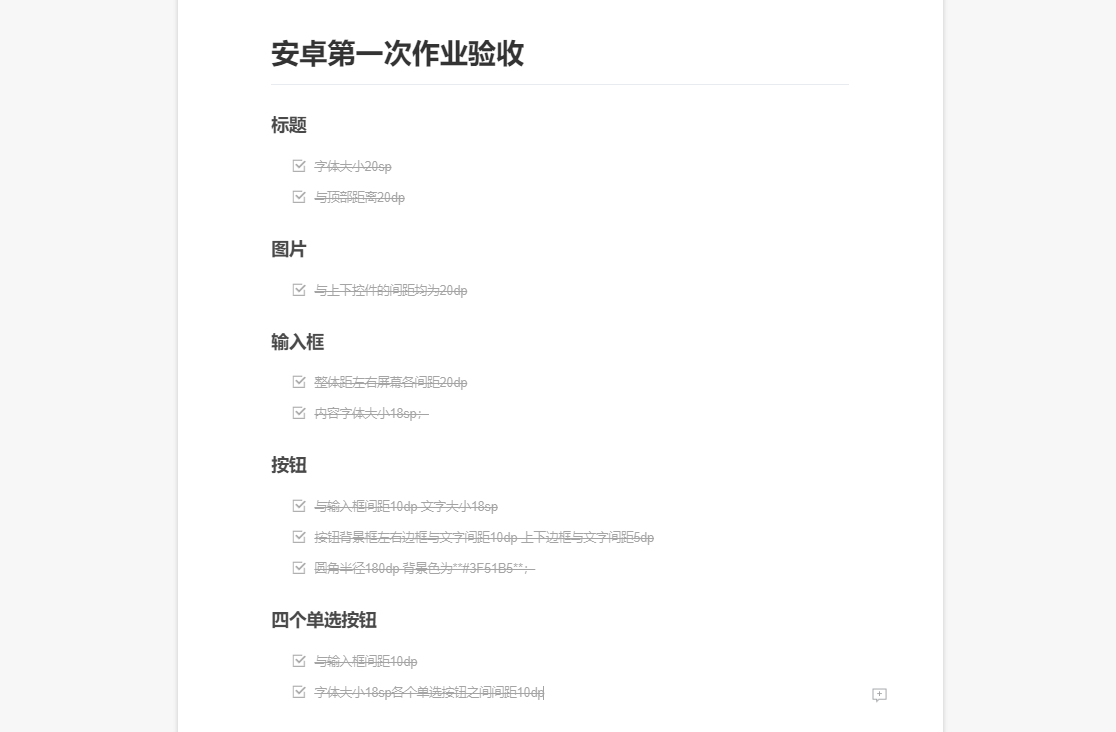 安卓第一次作业验收
标题
字体大小20sp
与顶部距离20dp
图片
与上下控件的间距均为20dp
输入框
整体距左右屏幕各间距20dp
内容字体大小18sp；
按钮
与输入框间距10dp 文字大小18sp
按钮背景框左右边框与文字间距10dp 上下边框与文字间距5dp
圆角半径180dp 背景色为**#3F51B5**；
四个单选按钮
与输入框间距10dp
字体大小18sp各个单选按钮之间间距10dp